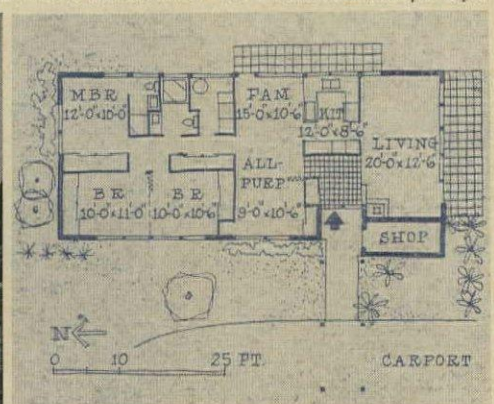 MBR
12'-0"x10'-0"
FAM
15'-0"x10'-6"
KIT
12'-0"x8'-6"
LIVING
20'-0"x12'-6"
ALL-
PURP
9'-0"x10'-6"
BR
10'-0"x11'-0"
BR
10'-0"x10'-6"
SHOP
N
0 10 25 FT.
CARPORT